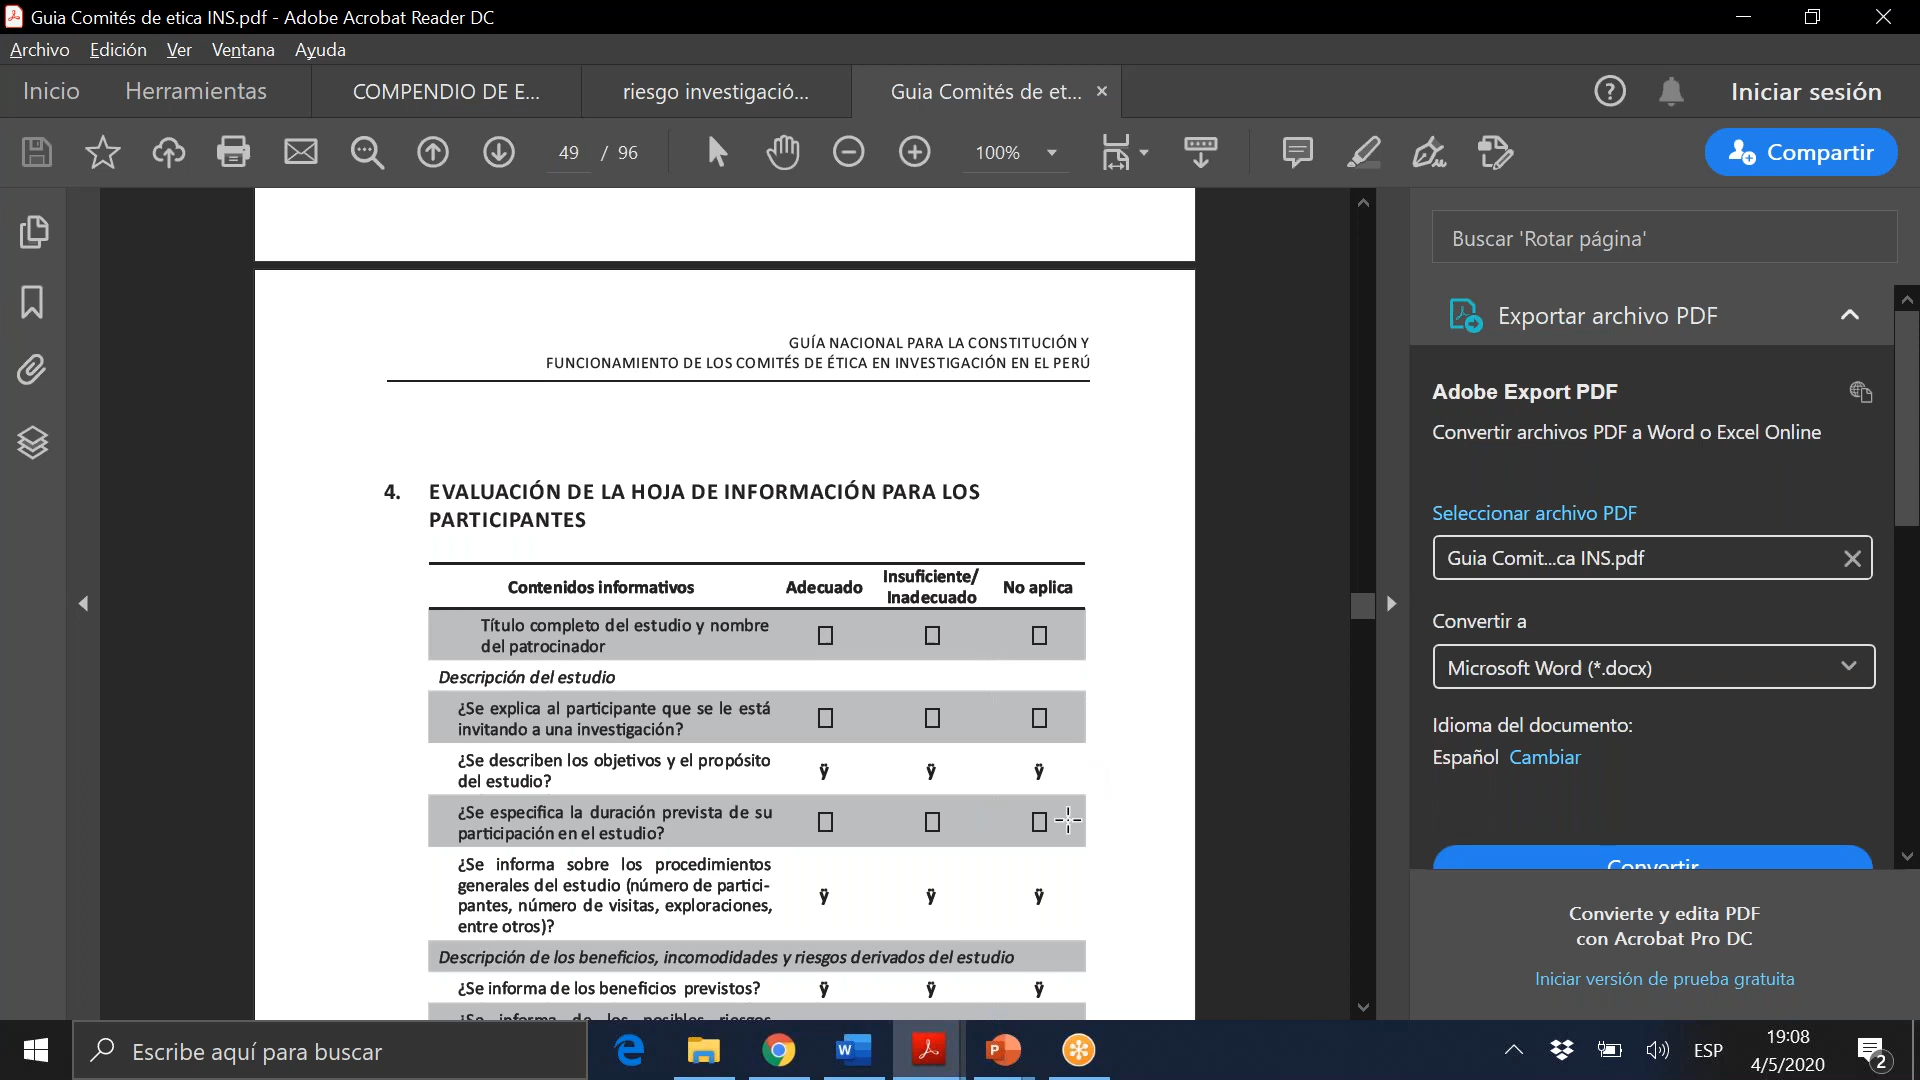 Guia Comités de etica INS.pdf - Adobe Acrobat Reader DC
Archivo Edición Ver Ventana Ayuda
Inicio Herramientas COMPENDIO DE E... riesgo investigació... Guia Comités de et... ×
Iniciar sesión
49 / 96 100%
Compartir
GUÍA NACIONAL PARA LA CONSTITUCIÓN Y
FUNCIONAMIENTO DE LOS COMITÉS DE ÉTICA EN INVESTIGACIÓN EN EL PERÚ
4. EVALUACIÓN DE LA HOJA DE INFORMACIÓN PARA LOS
PARTICIPANTES
Contenidos informativos Adecuado Insuficiente/
Inadecuado No aplica
Título completo del estudio y nombre
del patrocinador
Descripción del estudio
¿Se explica al participante que se le está
invitando a una investigación?
¿Se describen los objetivos y el propósito
del estudio? ÿ ÿ ÿ
¿Se especifica la duración prevista de su
participación en el estudio?
¿Se informa sobre los procedimientos
generales del estudio (número de partici-
pantes, número de visitas, exploraciones,
entre otros)? ÿ ÿ ÿ
Descripción de los beneficios, incomodidades y riesgos derivados del estudio
¿Se informa de los beneficios previstos? ÿ ÿ ÿ
¿Se informa de los posibles riesgos
Buscar 'Rotar página'
Exportar archivo PDF
Adobe Export PDF
Convertir archivos PDF a Word o Excel Online
Seleccionar archivo PDF
Guia Comit...ca INS.pdf
Convertir a
Microsoft Word (*.docx)
Idioma del documento:
Español Cambiar
Convertir
Convierte y edita PDF
con Acrobat Pro DC
Iniciar versión de prueba gratuita
Escribe aquí para buscar
ESP
19:08
4/5/2020
2